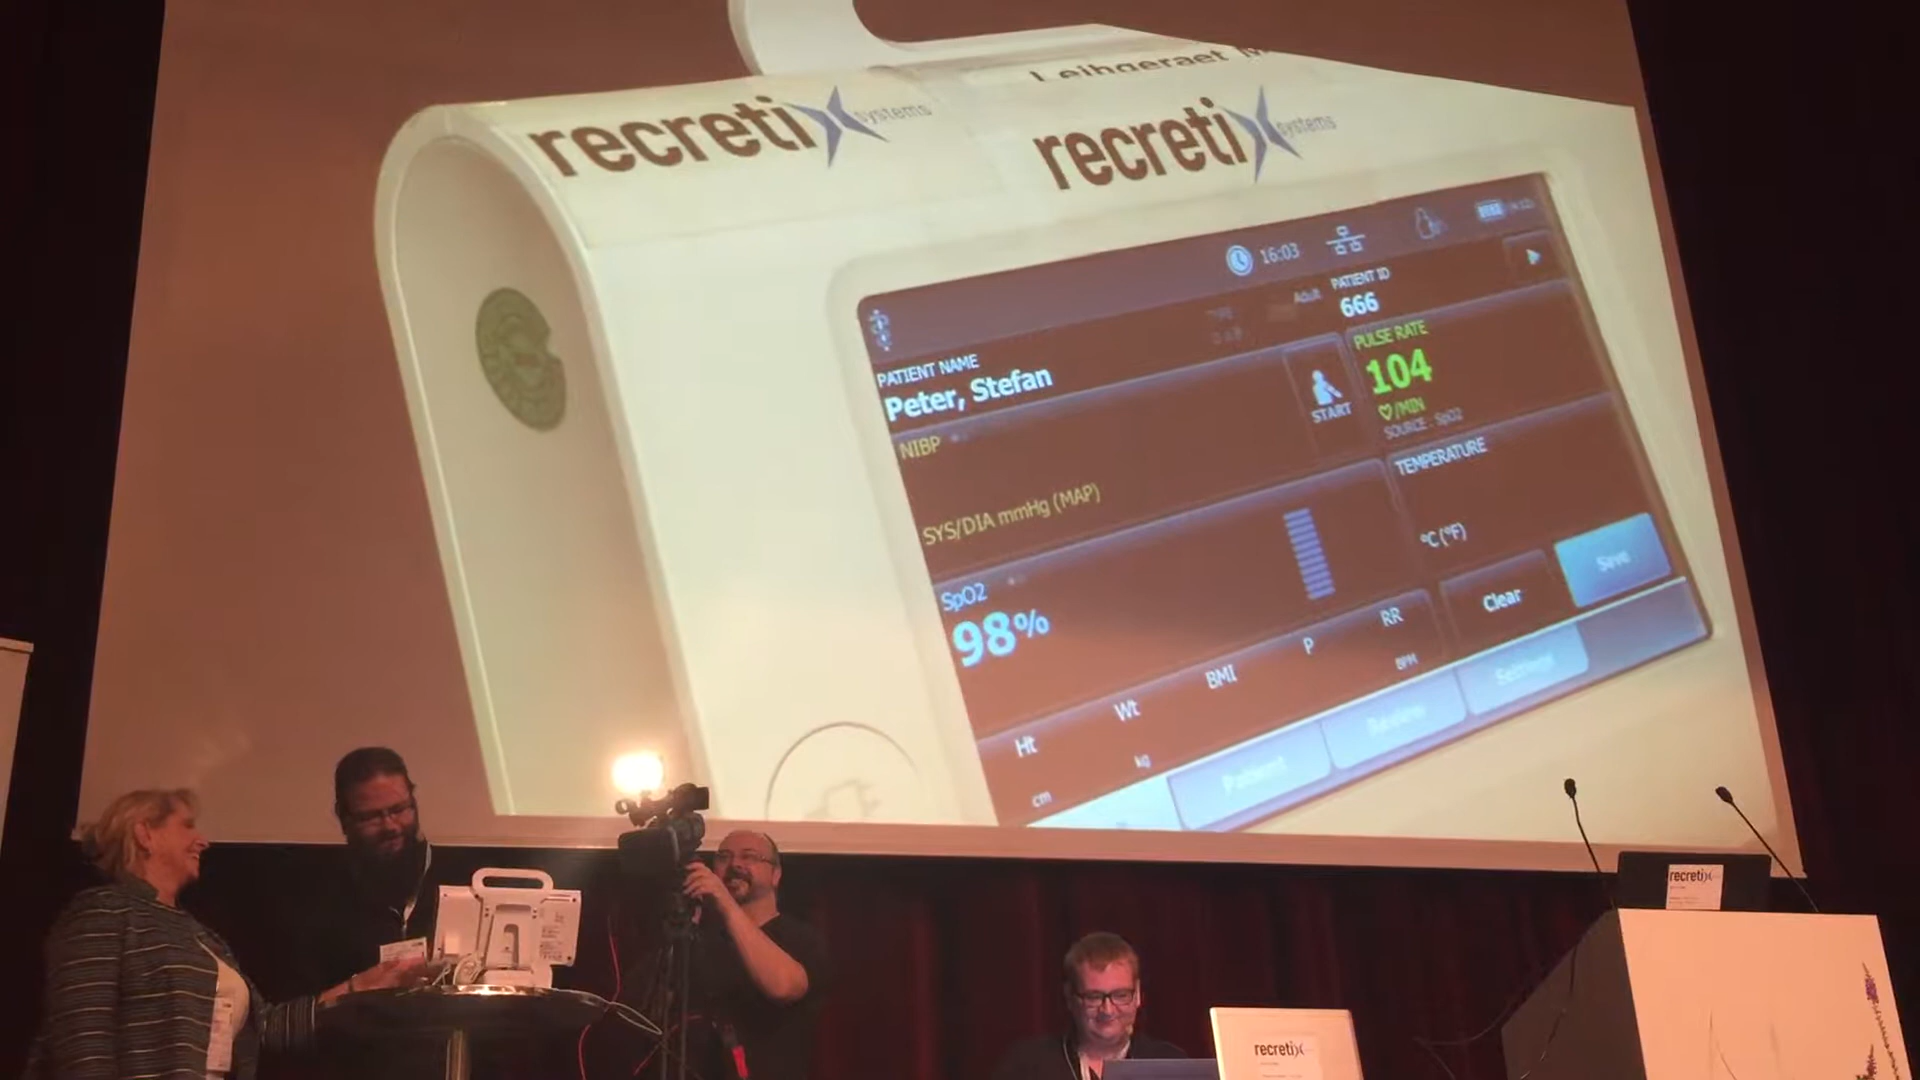 Leihgeraet
recretix systems
recretix systems
16:03
Adult
PATIENT ID
666
PATIENT NAME
Peter, Stefan
NIBP
START
PULSE RATE
104
/MIN
SOURCE - SpO2
SYS/DIA mmHg (MAP)
TEMPERATURE
°C (°F)
SpO2
98%
Clear
Save
Ht
Wt
BMI
P
RR
cm
kg
BPM
Patient
Review
Settings
recretix
recretix